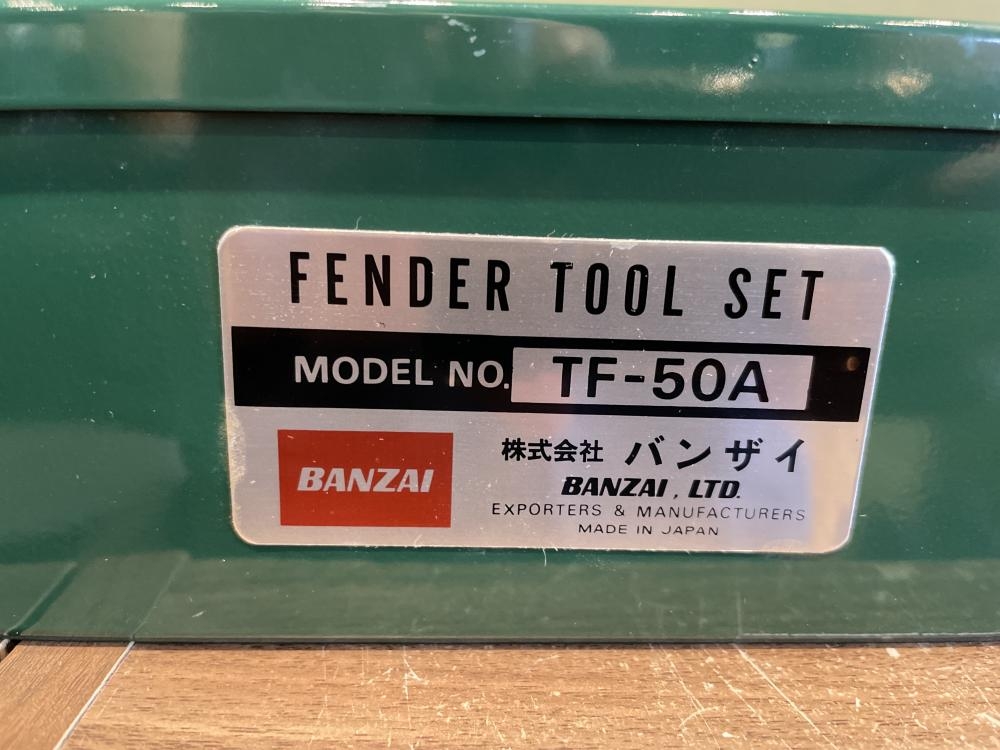 FENDER TOOL SET
MODEL NO. TF-50A
BANZAI
株式会社 バンザイ
BANZAI, LTD.
EXPORTERS & MANUFACTURERS
MADE IN JAPAN